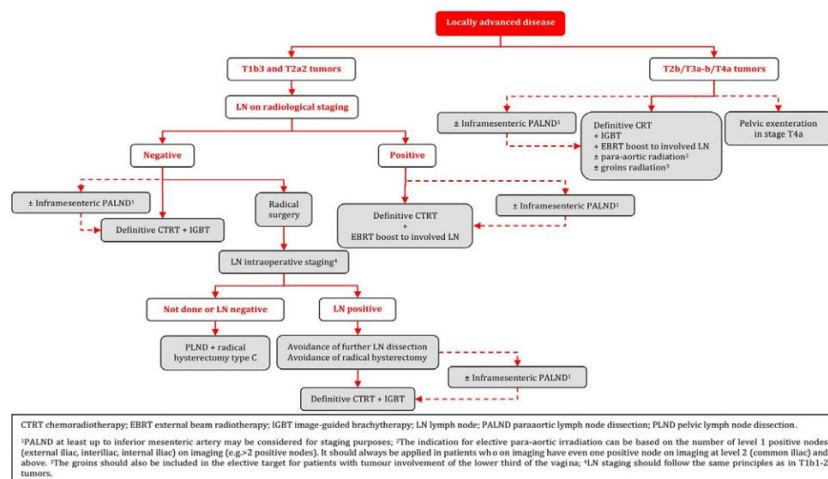 Locally advanced disease
T1b3 and T2a2 tumors
T2b/T3a-b/T4a tumors
LN on radiological staging
± Inframesenteric PALND¹
Definitive CRT
+ IGBT
+ EBRT boost to involved LN
± para-aortic radiation²
± groins radiation³
Pelvic exenteration
in stage T4a
Negative
Positive
± Inframesenteric PALND¹
Definitive CTRT + IGBT
Radical
surgery
Definitive CTRT
+
EBRT boost to involved LN
± Inframesenteric PALND¹
LN intraoperative staging⁴
Not done or LN negative
LN positive
PLND + radical
hysterectomy type C
Avoidance of further LN dissection
Avoidance of radical hysterectomy
± Inframesenteric PALND¹
Definitive CTRT + IGBT
CTRT chemoradiotherapy; EBRT external beam radiotherapy; IGBT image-guided brachytherapy; LN lymph node; PALND paraaortic lymph node dissection; PLND pelvic lymph node dissection.
¹PALND at least up to inferior mesenteric artery may be considered for staging purposes; ²The indication for elective para-aortic irradiation can be based on the number of level 1 positive nodes
(external iliac, interiliac, internal iliac) on imaging (e.g.>2 positive nodes). It should always be applied in patients who on imaging have even one positive node on imaging at level 2 (common iliac) and
above. ³The groins should also be included in the elective target for patients with tumour involvement of the lower third of the vagina; ⁴LN staging should follow the same principles as in T1b1-2
tumors.